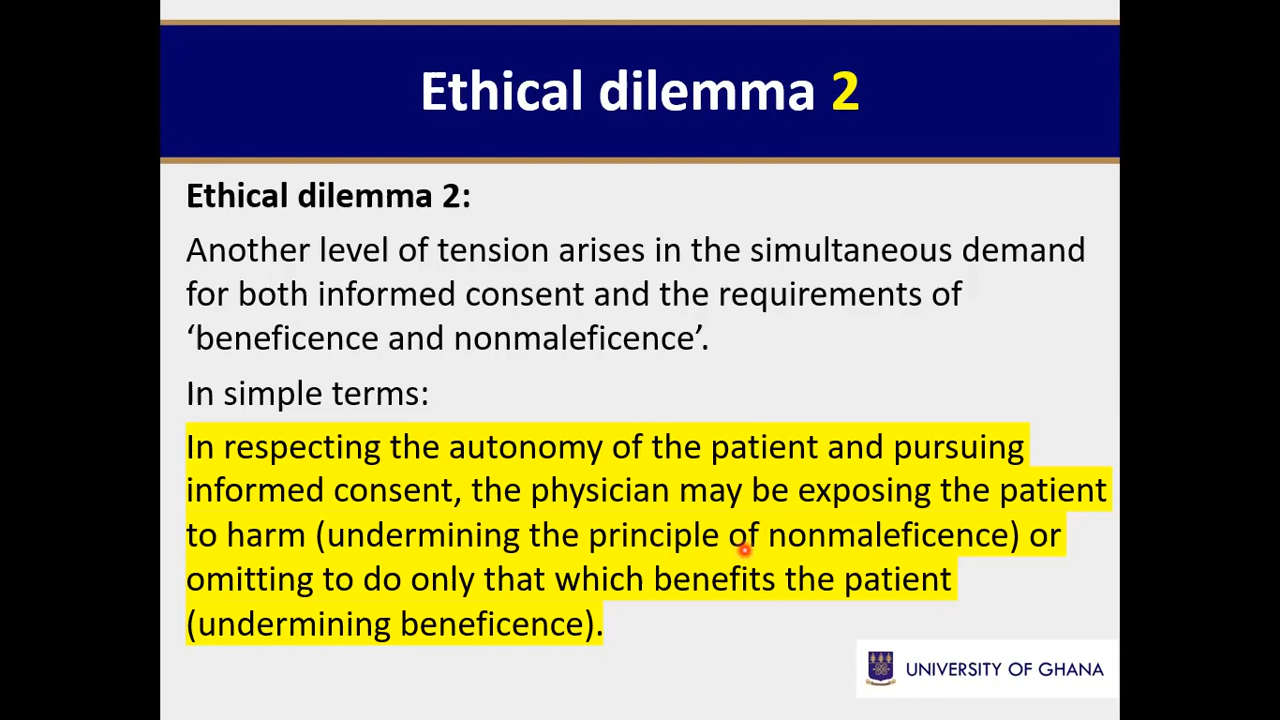 Ethical dilemma 2
Ethical dilemma 2:
Another level of tension arises in the simultaneous demand
for both informed consent and the requirements of
‘beneficence and nonmaleficence’.
In simple terms:
In respecting the autonomy of the patient and pursuing
informed consent, the physician may be exposing the patient
to harm (undermining the principle of nonmaleficence) or
omitting to do only that which benefits the patient
(undermining beneficence).
UNIVERSITY OF GHANA